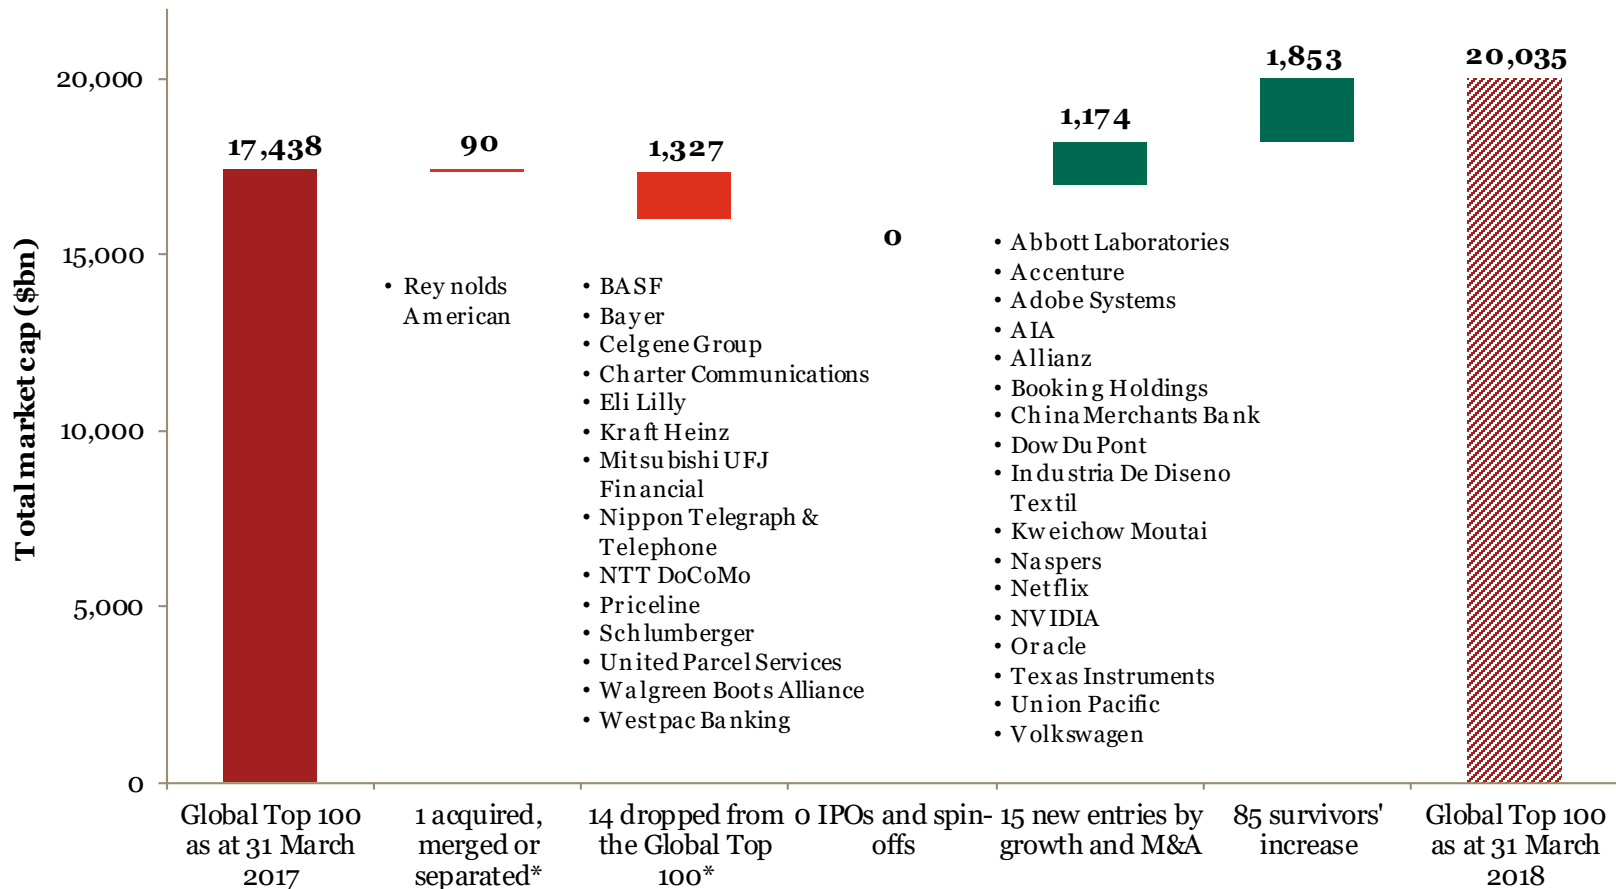 Total market cap ($bn)
20,000
15,000
10,000
5,000
0
17,438
90
1,327
0
1,174
1,853
20,035
• Reynolds
American
• BASF
• Bayer
• Celgene Group
• Charter Communications
• Eli Lilly
• Kraft Heinz
• Mitsubishi UFJ
Financial
• Nippon Telegraph &
Telephone
• NTT DoCoMo
• Priceline
• Schlumberger
• United Parcel Services
• Walgreen Boots Alliance
• Westpac Banking
• Abbott Laboratories
• Accenture
• Adobe Systems
• AIA
• Allianz
• Booking Holdings
• China Merchants Bank
• Dow Du Pont
• Industria De Diseno
Textil
• Kweichow Moutai
• Naspers
• Netflix
• NVIDIA
• Oracle
• Texas Instruments
• Union Pacific
• Volkswagen
Global Top 100
as at 31 March
2017
1 acquired,
merged or
separated*
14 dropped from
the Global Top
100*
0 IPOs and spin-
offs
15 new entries by
growth and M&A
85 survivors'
increase
Global Top 100
as at 31 March
2018